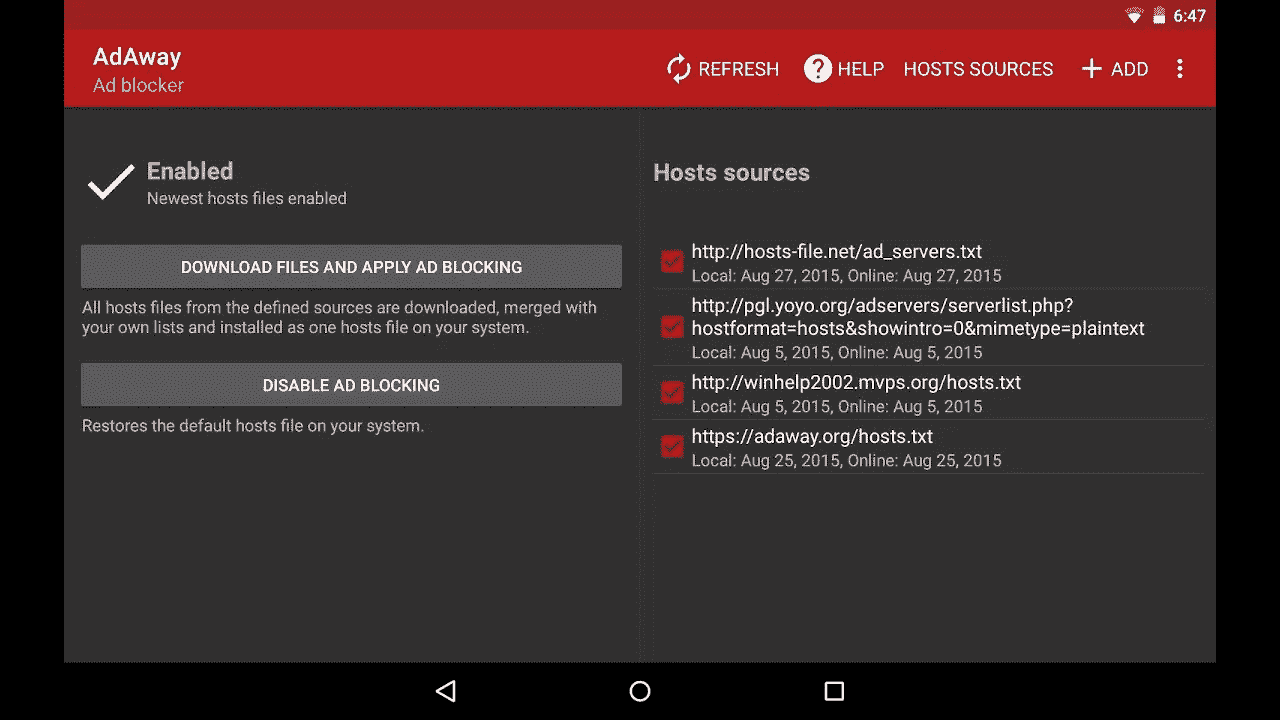 6:47
AdAway
Ad blocker
REFRESH
? HELP
HOSTS SOURCES
+ ADD
Enabled
Newest hosts files enabled
DOWNLOAD FILES AND APPLY AD BLOCKING
All hosts files from the defined sources are downloaded, merged with
your own lists and installed as one hosts file on your system.
DISABLE AD BLOCKING
Restores the default hosts file on your system.
Hosts sources
http://hosts-file.net/ad_servers.txt
Local: Aug 27, 2015, Online: Aug 27, 2015
http://pgl.yoyo.org/adservers/serverlist.php?
hostformat=hosts&showintro=0&mimetype=plaintext
Local: Aug 5, 2015, Online: Aug 5, 2015
http://winhelp2002.mvps.org/hosts.txt
Local: Aug 5, 2015, Online: Aug 5, 2015
https://adaway.org/hosts.txt
Local: Aug 25, 2015, Online: Aug 25, 2015